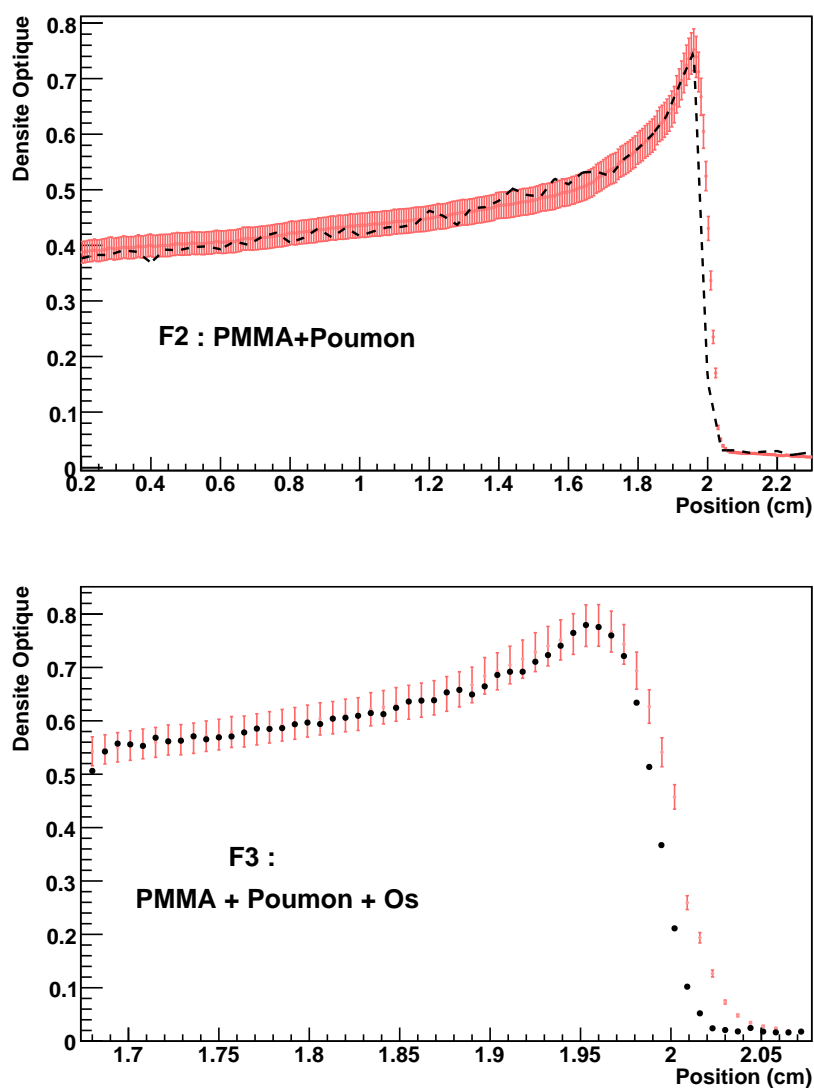 Densite Optique
0.8
0.7
0.6
0.5
0.4
0.3
0.2
0.1
0
F2 : PMMA+Poumon
0.2 0.4 0.6 0.8 1 1.2 1.4 1.6 1.8 2 2.2
Position (cm)
Densite Optique
0.8
0.7
0.6
0.5
0.4
0.3
0.2
0.1
0
F3 :
PMMA + Poumon + Os
1.7 1.75 1.8 1.85 1.9 1.95 2 2.05
Position (cm)